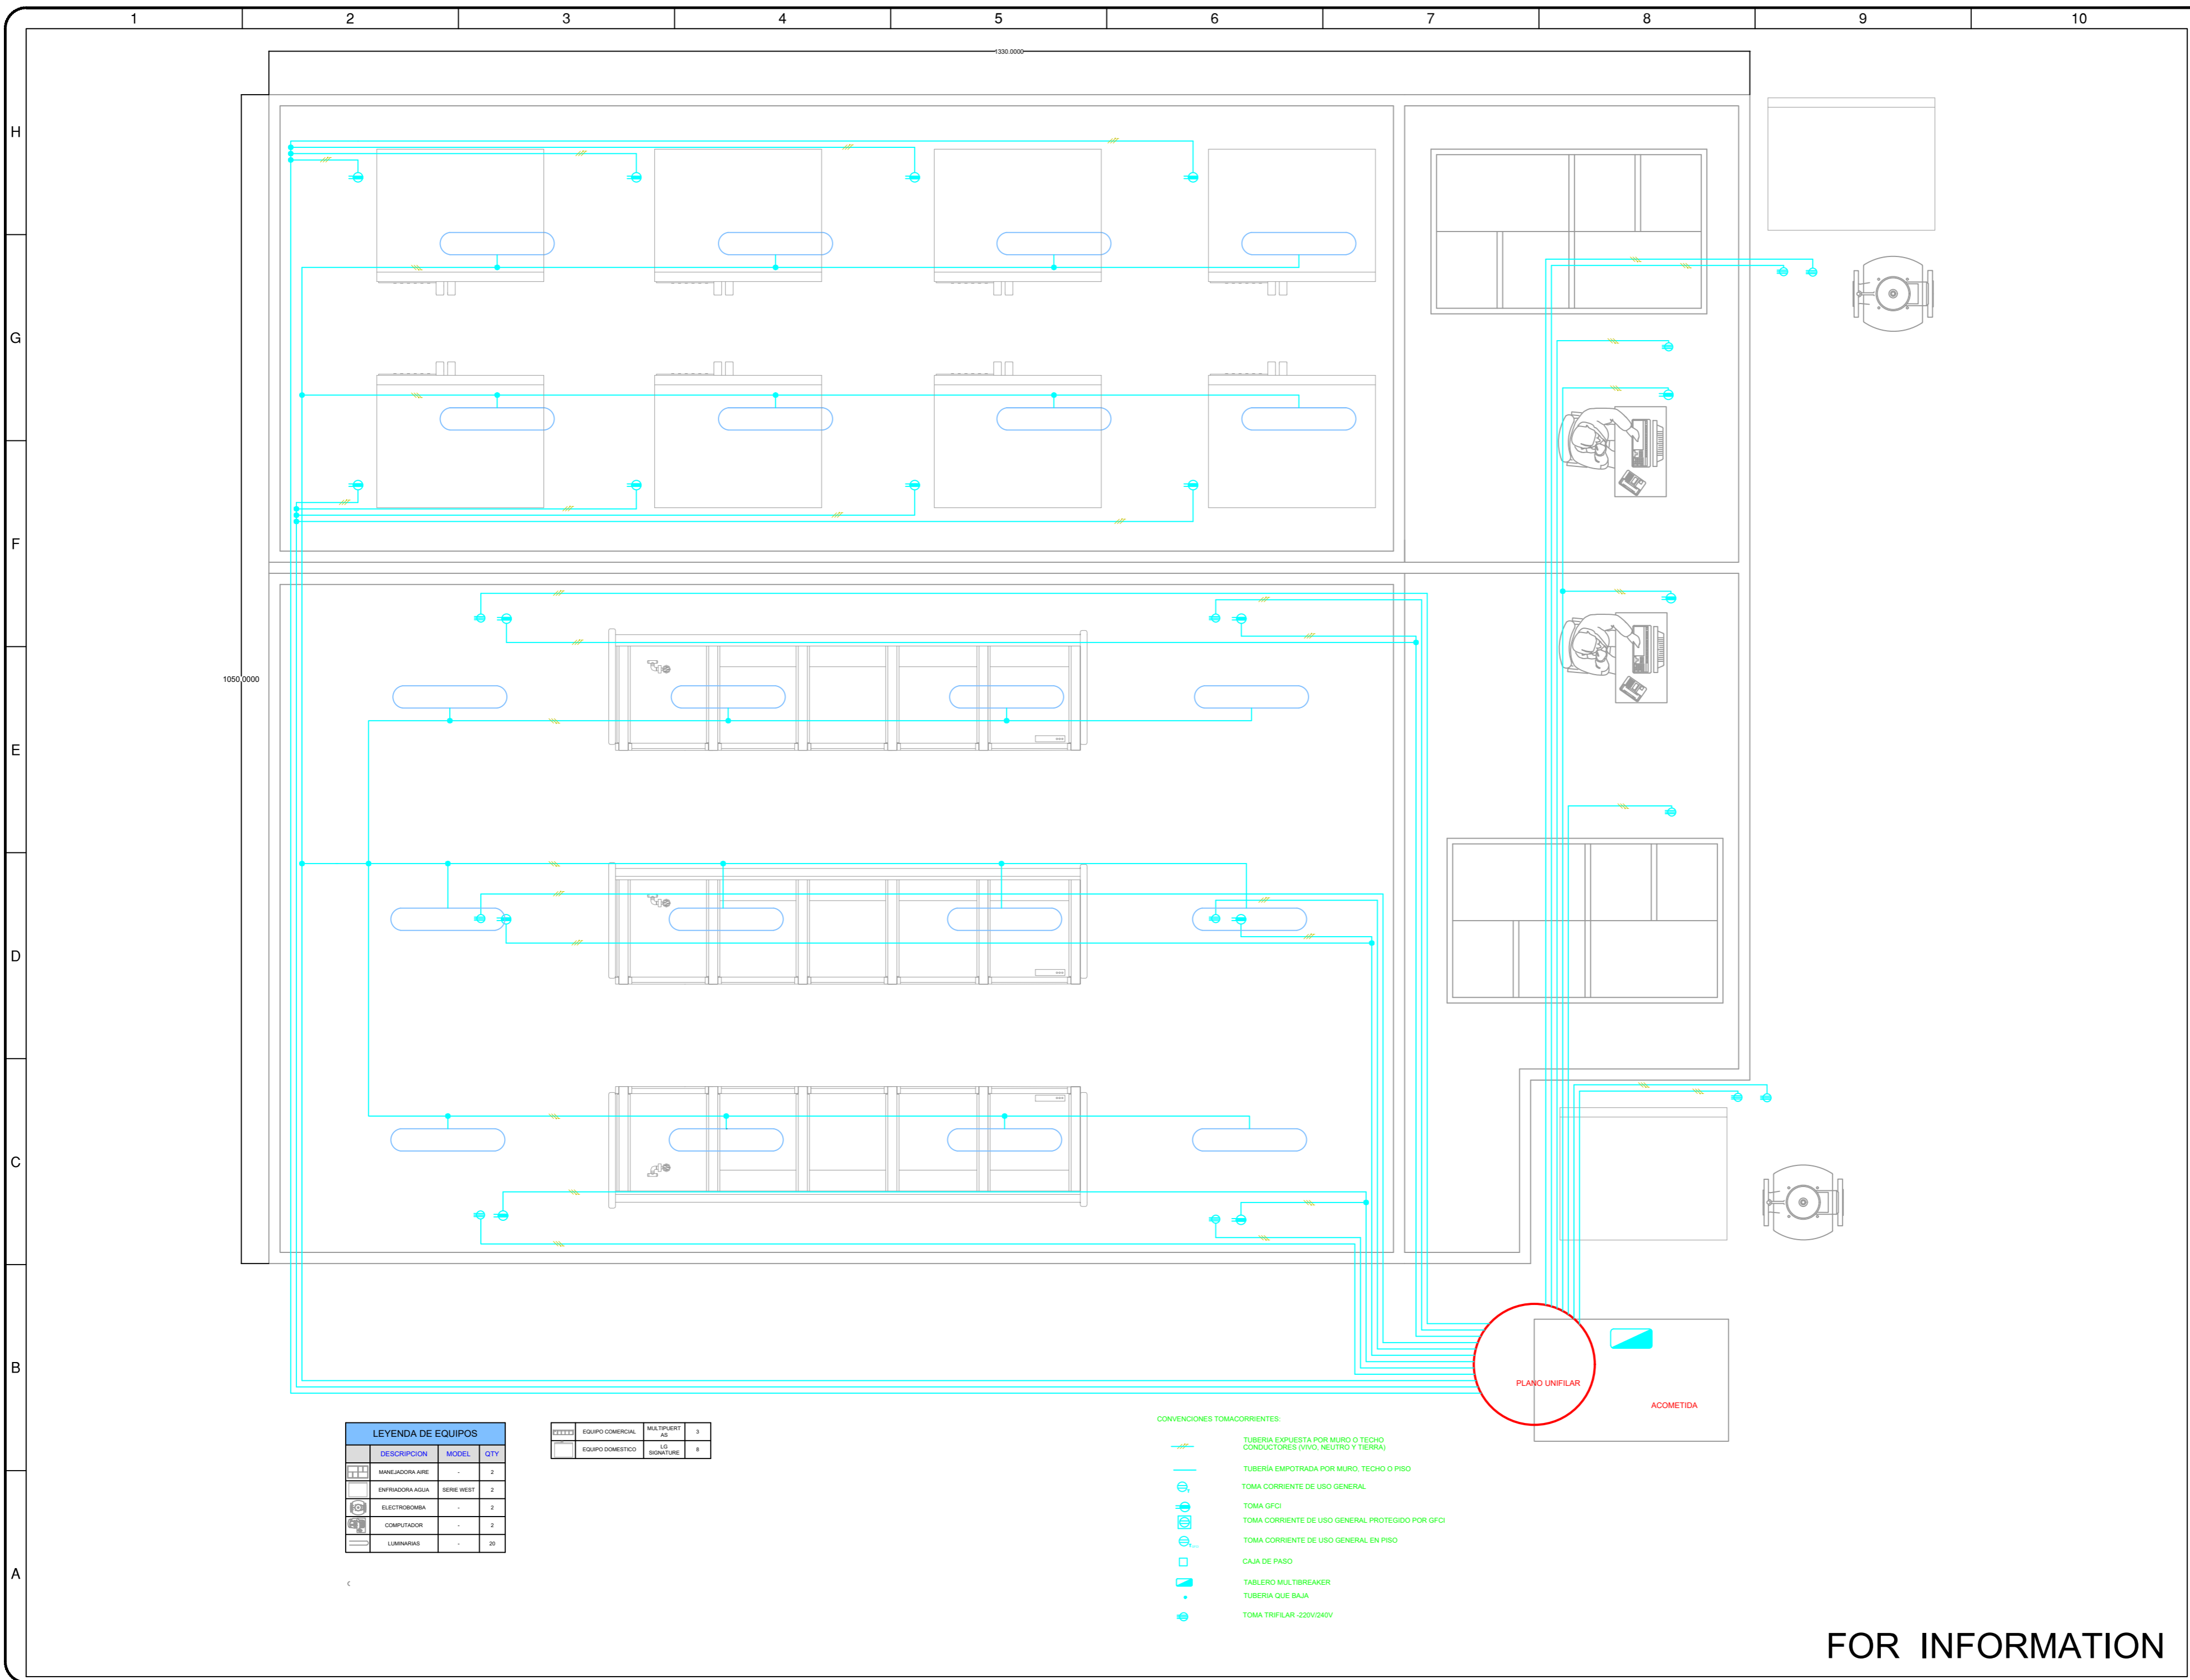 1 2 3 4 5 6 7 8 9 10
1330.0000
H
G
F
1050.0000
E
D
C
B
PLANO UNIFILAR
ACOMETIDA
LEYENDA DE EQUIPOS
DESCRIPCION MODEL QTY
MANEJADORA AIRE - 2
ENFRIADORA AGUA SERIE WEST 2
ELECTROBOMBA - 2
COMPUTADOR - 2
LUMINARIAS - 20
EQUIPO COMERCIAL MULTIPUERT AS 3
EQUIPO DOMESTICO LG SIGNATURE 8
CONVENCIONES TOMACORRIENTES:
TUBERIA EXPUESTA POR MURO O TECHO
CONDUCTORES (VIVO, NEUTRO Y TIERRA)
TUBERÍA EMPOTRADA POR MURO, TECHO O PISO
TOMA CORRIENTE DE USO GENERAL
TOMA GFCI
TOMA CORRIENTE DE USO GENERAL PROTEGIDO POR GFCI
TOMA CORRIENTE DE USO GENERAL EN PISO
CAJA DE PASO
TABLERO MULTIBREAKER
TUBERIA QUE BAJA
TOMA TRIFILAR -220V/240V
A
FOR INFORMATION